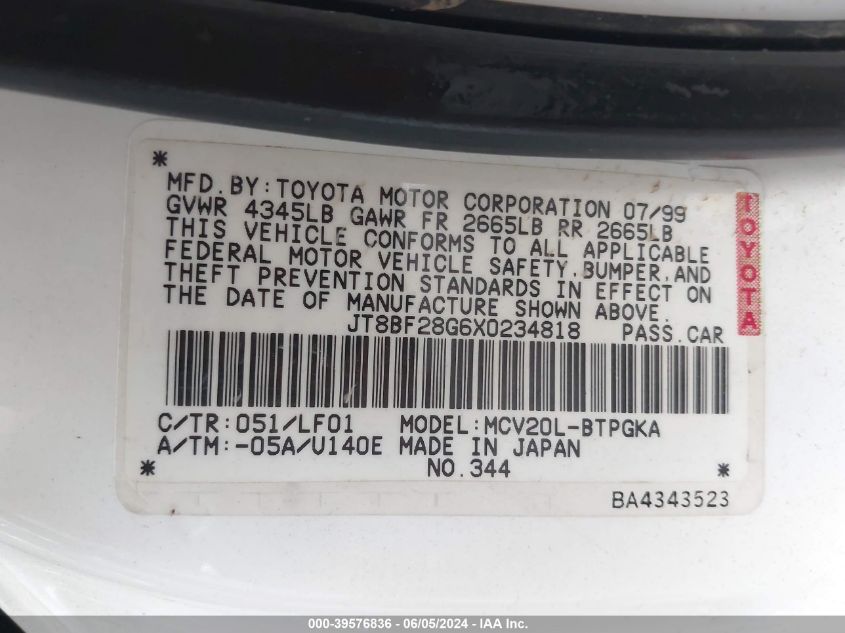 *
MFD.BY:TOYOTA MOTOR CORPORATION 07/99
GVWR 4345LB GAWR FR 2665LB RR 2665LB
THIS VEHICLE CONFORMS TO ALL APPLICABLE
FEDERAL MOTOR VEHICLE SAFETY,BUMPER,AND
THEFT PREVENTION STANDARDS IN EFFECT ON
THE DATE OF MANUFACTURE SHOWN ABOVE.
JT8BF28G6X0234818 PASS.CAR
TOYOTA
C/TR:051/LF01 MODEL:MCV20L-BTPGKA
A/TM:-05A/U140E MADE IN JAPAN
* NO.344 *
BA4343523
000-39576836 - 06/05/2024 - IAA Inc.